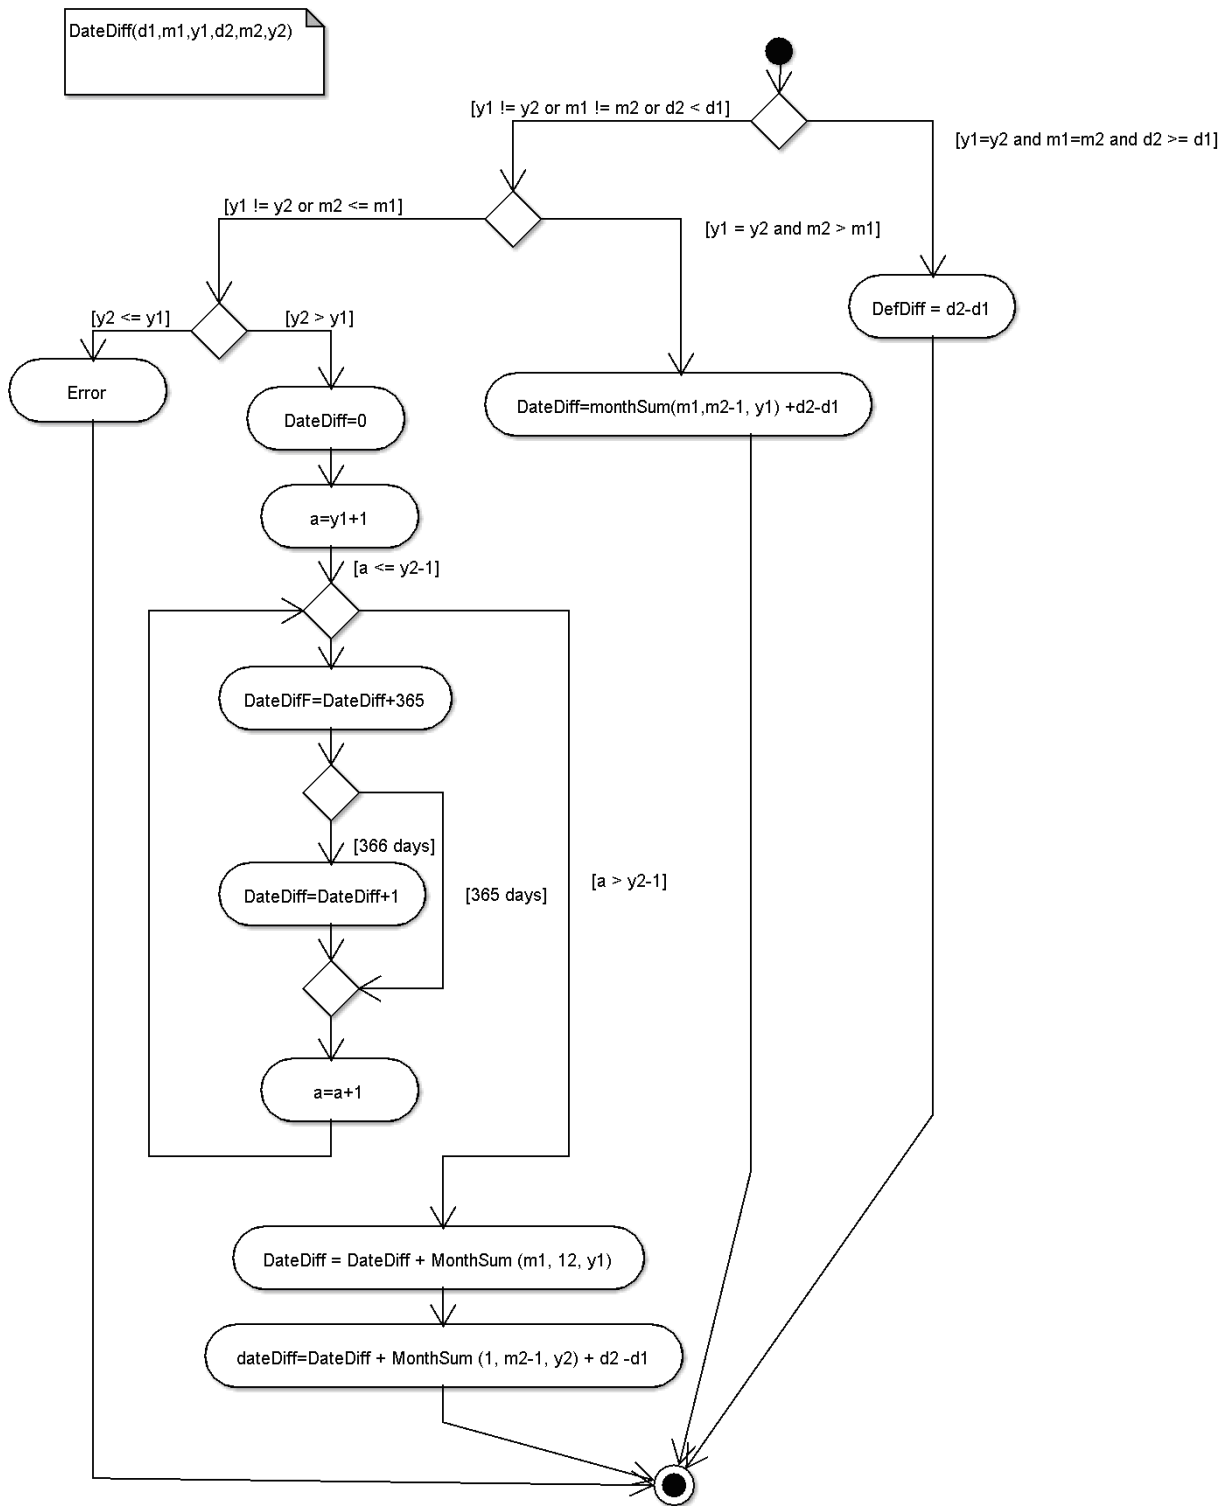 DateDiff(d1,m1,y1,d2,m2,y2)
[y1 != y2 or m1 != m2 or d2 < d1]
[y1=y2 and m1=m2 and d2 >= d1]
[y1 != y2 or m2 <= m1]
[y1 = y2 and m2 > m1]
DefDiff = d2-d1
[y2 <= y1]
[y2 > y1]
Error
DateDiff=0
DateDiff=monthSum(m1,m2-1, y1) +d2-d1
a=y1+1
[a <= y2-1]
DateDifF=DateDiff+365
[366 days]
[a > y2-1]
DateDiff=DateDiff+1
[365 days]
a=a+1
DateDiff = DateDiff + MonthSum (m1, 12, y1)
dateDiff=DateDiff + MonthSum (1, m2-1, y2) + d2 -d1